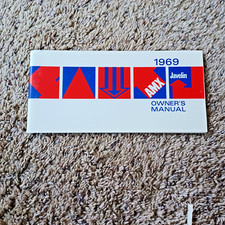 1969
AMX
Javelin
OWNER'S
MANUAL